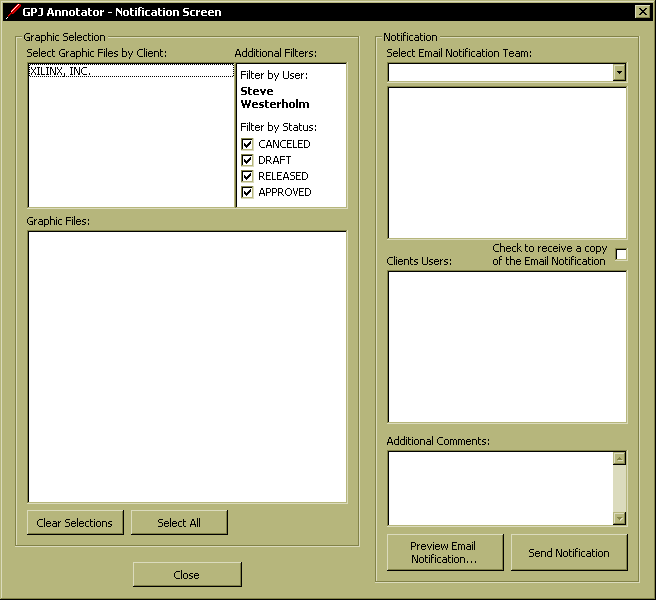 GPJ Annotator - Notification Screen
Graphic Selection
Select Graphic Files by Client:
XILINX, INC.
Additional Filters:
Filter by User:
Steve
Westerholm
Filter by Status:
CANCELED
DRAFT
RELEASED
APPROVED
Graphic Files:
Clear Selections
Select All
Close
Notification
Select Email Notification Team:
Check to receive a copy
of the Email Notification
Clients Users:
Additional Comments:
Preview Email
Notification...
Send Notification